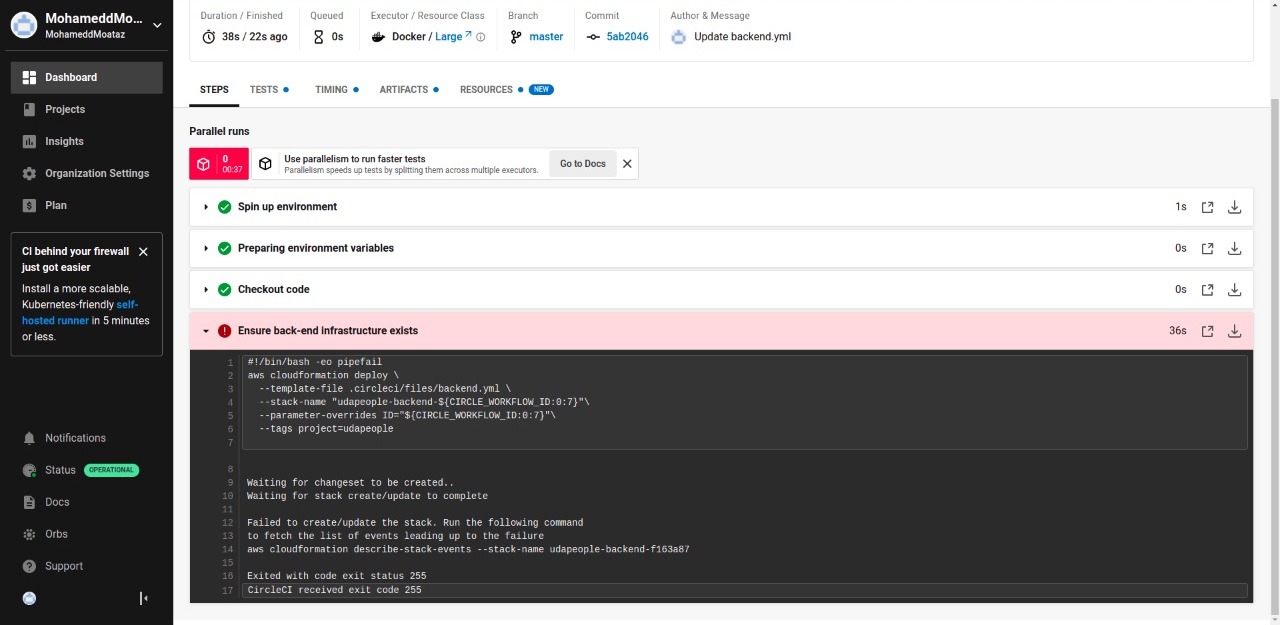 MohameddMo...
MohameddMoataz
Dashboard
Projects
Insights
Organization Settings
Plan
CI behind your firewall
just got easier
Install a more scalable,
Kubernetes-friendly self-
hosted runner in 5 minutes
or less.
Notifications
Status OPERATIONAL
Docs
Orbs
Support
Duration / Finished
38s / 22s ago
Queued
0s
Executor / Resource Class
Docker / Large
Branch
master
Commit
5ab2046
Author & Message
Update backend.yml
STEPS TESTS TIMING ARTIFACTS RESOURCES NEW
Parallel runs
0
00:37
Use parallelism to run faster tests
Parallelism speeds up tests by splitting them across multiple executors.
Go to Docs
Spin up environment 1s
Preparing environment variables 0s
Checkout code 0s
Ensure back-end infrastructure exists 36s
1 #!/bin/bash -eo pipefail
2 aws cloudformation deploy \
3 --template-file .circleci/files/backend.yml \
4 --stack-name "udapeople-backend-${CIRCLE_WORKFLOW_ID:0:7}"\
5 --parameter-overrides ID="${CIRCLE_WORKFLOW_ID:0:7}"\
6 --tags project=udapeople
7
8
9 Waiting for changeset to be created..
10 Waiting for stack create/update to complete
11
12 Failed to create/update the stack. Run the following command
13 to fetch the list of events leading up to the failure
14 aws cloudformation describe-stack-events --stack-name udapeople-backend-f163a87
15
16 Exited with code exit status 255
17 CircleCI received exit code 255